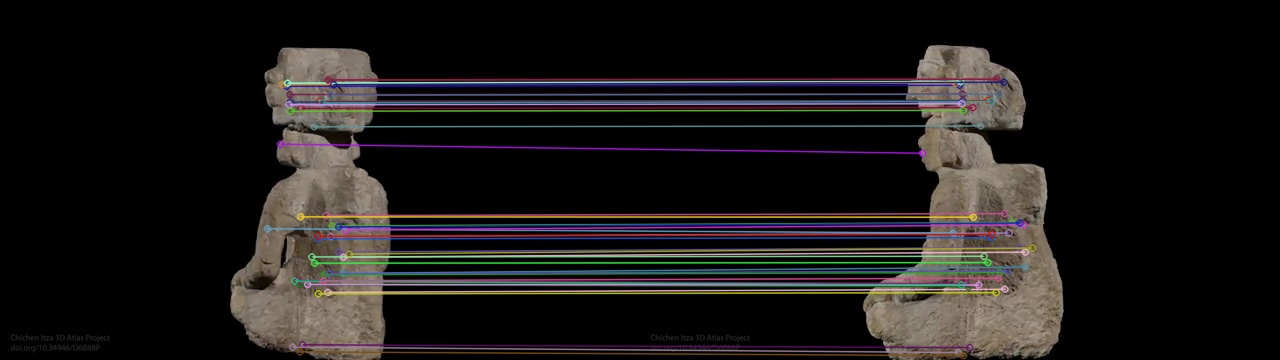 Chichen Itza 3D Atlas Project
doi.org/10.34946/D6888P
Chichen Itza 3D Atlas Project